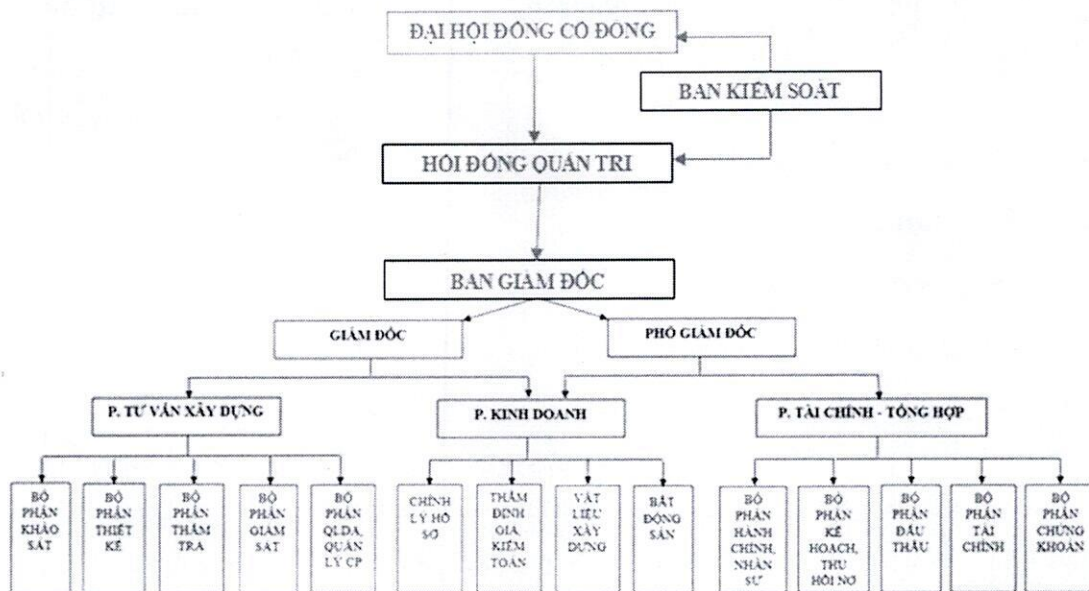 ĐẠI HỘI ĐỒNG CỔ ĐÔNG
BAN KIỂM SOÁT
HỘI ĐỒNG QUẢN TRỊ
BAN GIÁM ĐỐC
GIÁM ĐỐC
PHÓ GIÁM ĐỐC
P. TƯ VẤN XÂY DỰNG
P. KINH DOANH
P. TÀI CHÍNH - TỔNG HỢP
BỘ
PHẬN
KHẢO
SÁT
BỘ
PHẬN
THIẾT
KẾ
BỘ
PHẬN
THẨM
TRA
BỘ
PHẬN
GIÁM
SÁT
BỘ
PHẬN
QLDA,
QUẢN
LÝ CP
CHỈNH
LÝ HỒ
SƠ
THẨM
ĐỊNH
GIÁ,
KIỂM
TOÁN
VẬT
LIỆU
XÂY
DỰNG
BẤT
ĐỘNG
SẢN
BỘ
PHẬN
HÀNH
CHÍNH,
NHÂN
SỰ
BỘ
PHẬN
KẾ
HOẠCH, THU
HỒI NỢ
BỘ
PHẬN
ĐẤU
THẦU
BỘ
PHẬN
TÀI
CHÍNH
BỘ
PHẬN
CHỨNG
KHOÁN